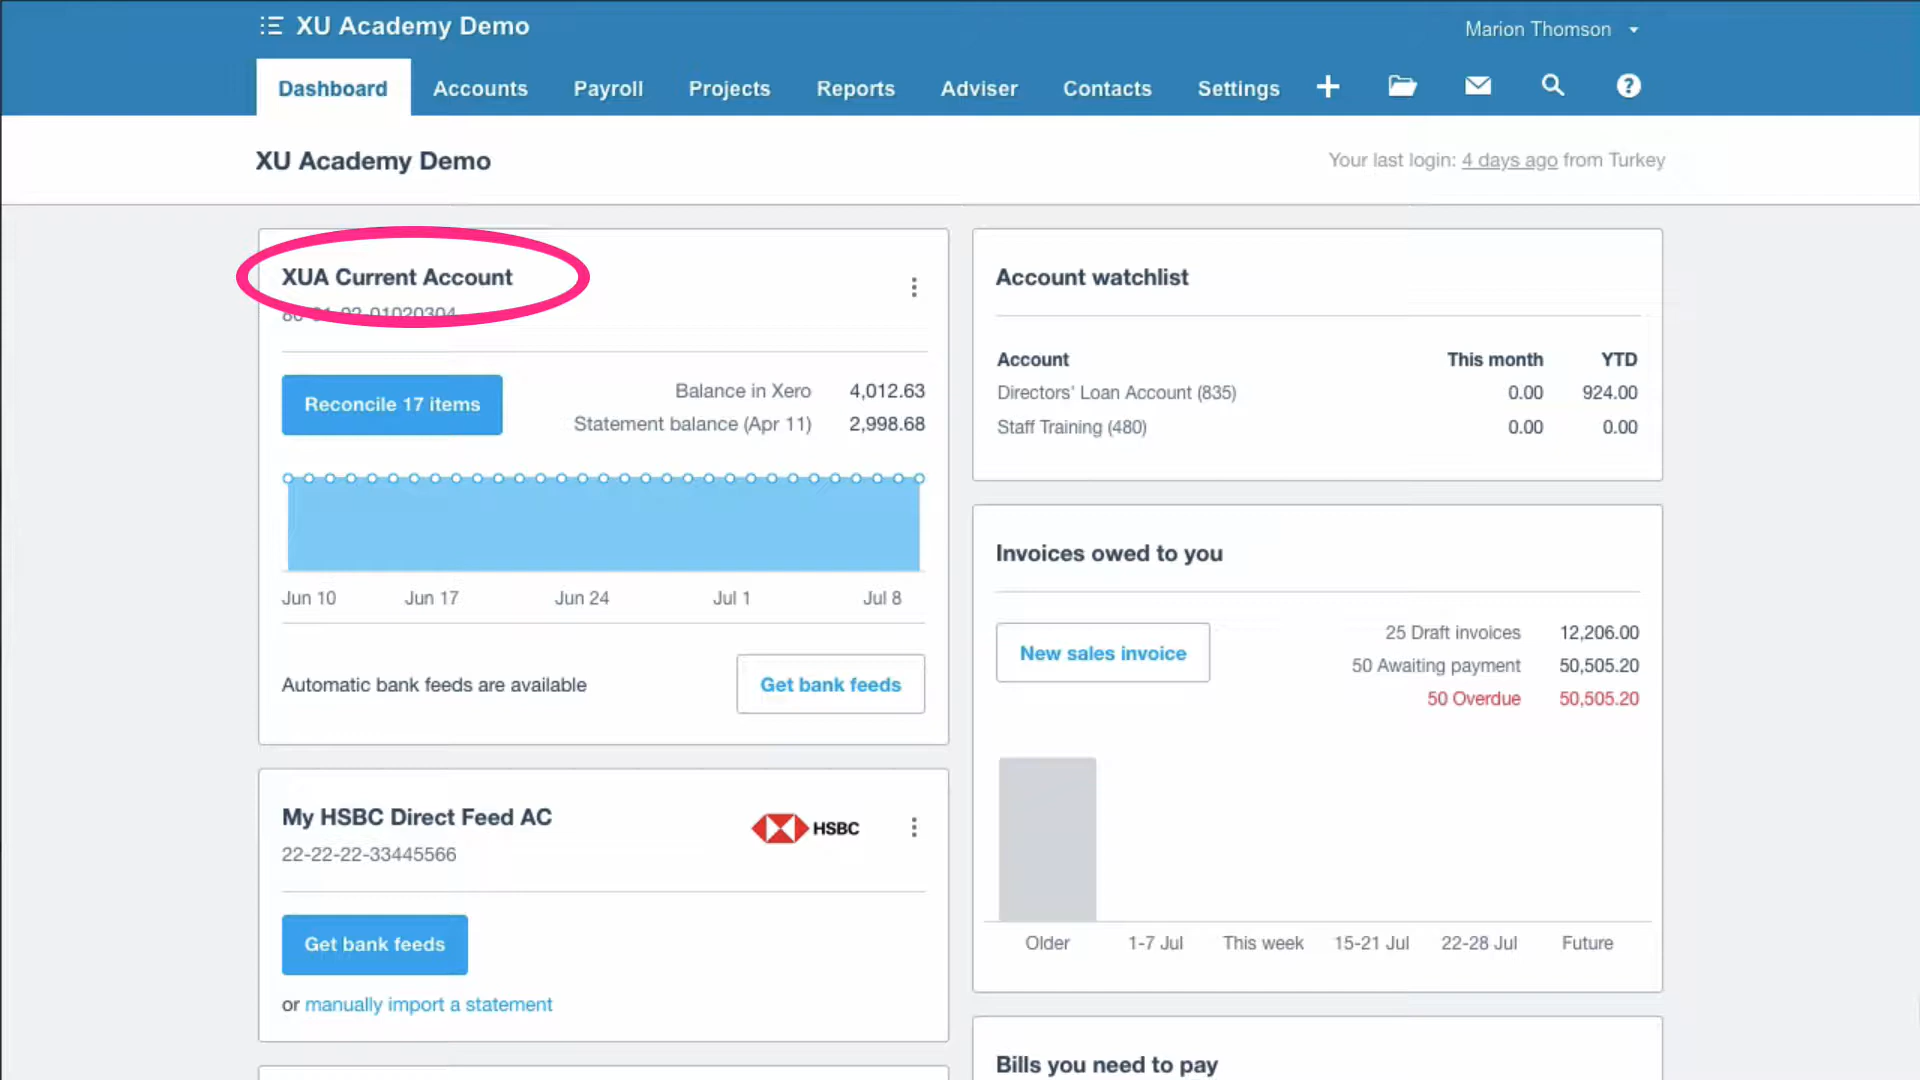 XU Academy Demo
Marion Thomson
Dashboard Accounts Payroll Projects Reports Adviser Contacts Settings
XU Academy Demo
Your last login: 4 days ago from Turkey
XUA Current Account
01020304
Reconcile 17 items
Balance in Xero 4,012.63
Statement balance (Apr 11) 2,998.68
Jun 10 Jun 17 Jun 24 Jul 1 Jul 8
Automatic bank feeds are available
Get bank feeds
My HSBC Direct Feed AC
HSBC
22-22-22-33445566
Get bank feeds
or manually import a statement
Account watchlist
Account This month YTD
Directors' Loan Account (835) 0.00 924.00
Staff Training (480) 0.00 0.00
Invoices owed to you
New sales invoice
25 Draft invoices 12,206.00
50 Awaiting payment 50,505.20
50 Overdue 50,505.20
Older 1-7 Jul This week 15-21 Jul 22-28 Jul Future
Bills you need to pay